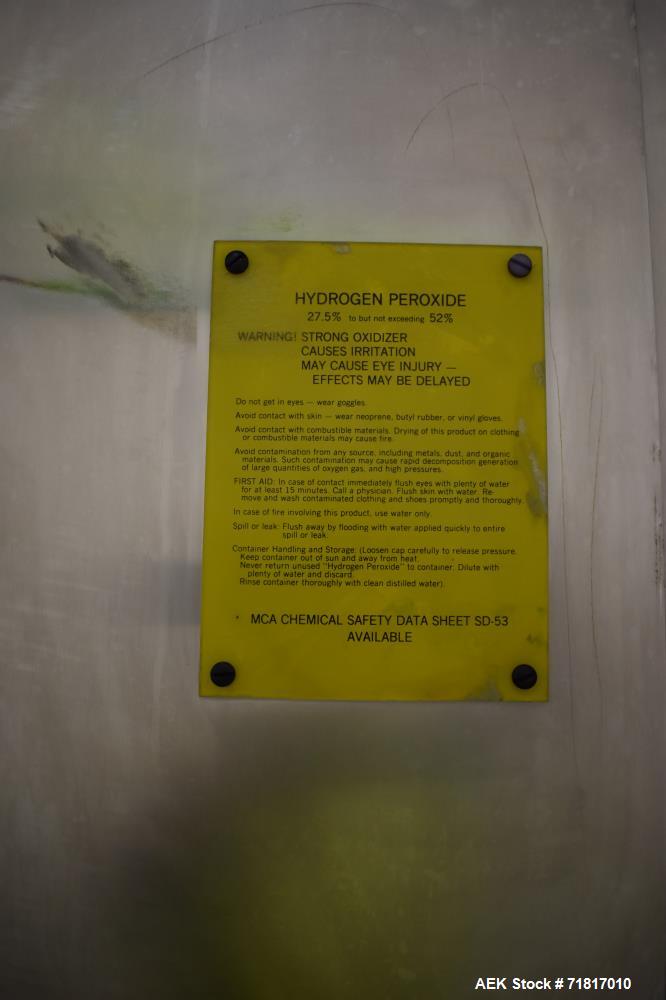 HYDROGEN PEROXIDE
27.5% to but not exceeding 52%
WARNING! STRONG OXIDIZER
CAUSES IRRITATION
MAY CAUSE EYE INJURY —
EFFECTS MAY BE DELAYED
Do not get in eyes — wear goggles.
Avoid contact with skin — wear neoprene, butyl rubber, or vinyl gloves.
Avoid contact with combustible materials. Drying of this product on clothing
or combustible materials may cause fire.
Avoid contamination from any source, including metals, dust, and organic
materials. Such contamination may cause rapid decomposition generation
of large quantities of oxygen gas, and high pressures.
FIRST AID: In case of contact immediately flush eyes with plenty of water
for at least 15 minutes. Call a physician. Flush skin with water. Re-
move and wash contaminated clothing and shoes promptly and thoroughly.
In case of fire involving this product, use water only.
Spill or leak: Flush away by flooding with water applied quickly to entire
spill or leak.
Container Handling and Storage: (Loosen cap carefully to release pressure.
Keep container out of sun and away from heat.
Never return unused "Hydrogen Peroxide" to container. Dilute with
plenty of water and discard.
Rinse container thoroughly with clean distilled water).
MCA CHEMICAL SAFETY DATA SHEET SD-53
AVAILABLE
AEK Stock # 71817010